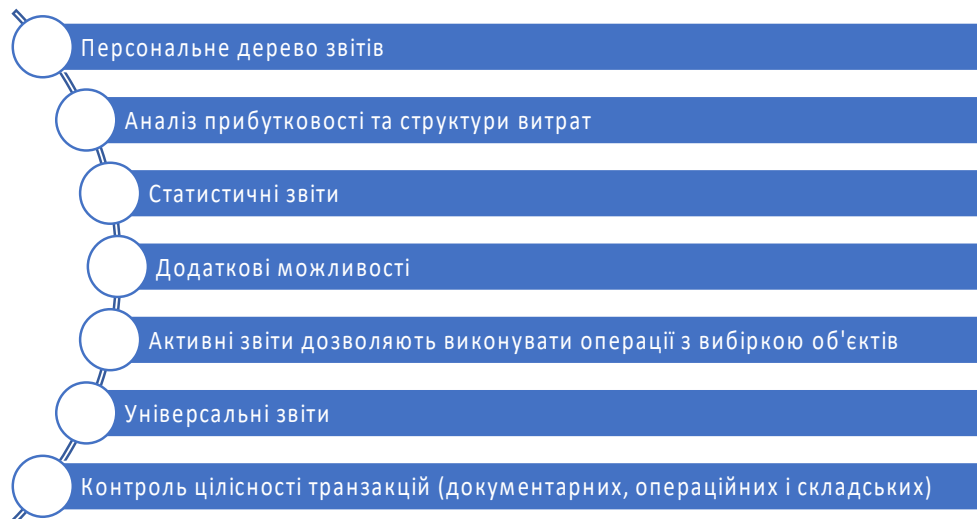 Персональне дерево звітів
Аналіз прибутковості та структури витрат
Статистичні звіти
Додаткові можливості
Активні звіти дозволяють виконувати операції з вибіркою об'єктів
Універсальні звіти
Контроль цілісності транзакцій (документарних, операційних і складських)